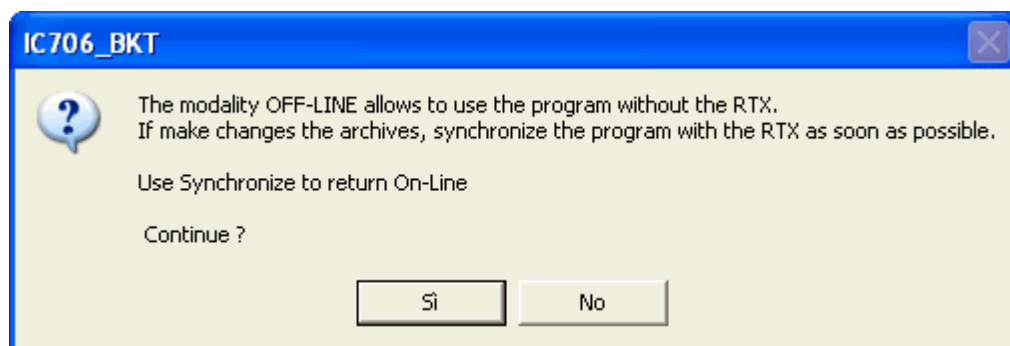 IC706_BKT
The modality OFF-LINE allows to use the program without the RTX.
If make changes the archives, synchronize the program with the RTX as soon as possible.
Use Synchronize to return On-Line
Continue ?
Sì
No